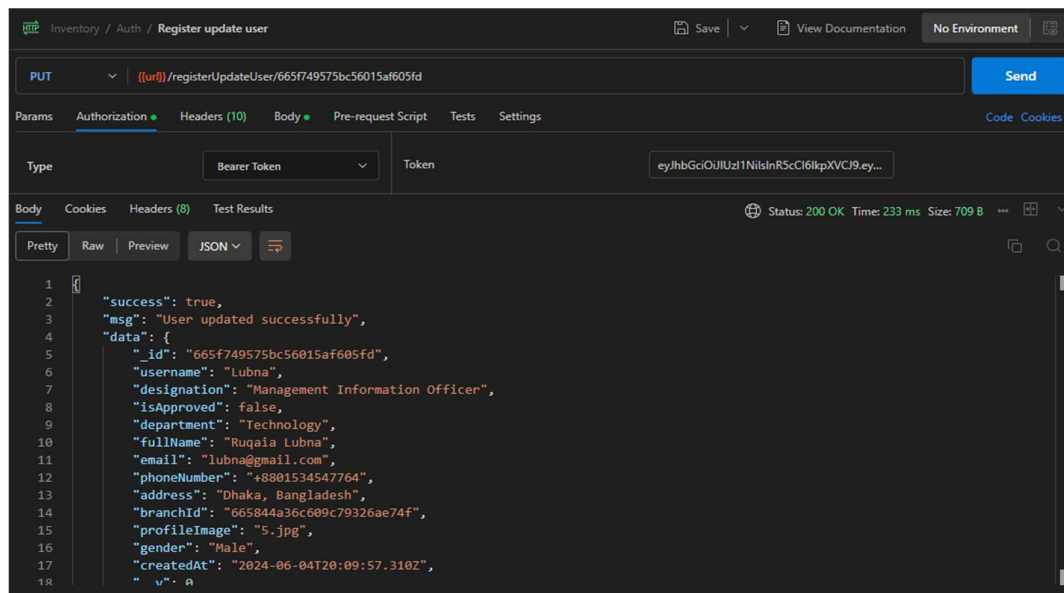 HTTP Inventory / Auth / Register update user Save View Documentation No Environment
PUT {{url}}/registerUpdateUser/665f749575bc56015af605fd Send
Params Authorization Headers (10) Body Pre-request Script Tests Settings Code Cookies
Type Bearer Token Token eyJhbGciOiJIUzI1NiIsInR5cCI6IkpXVCJ9.ey...
Body Cookies Headers (8) Test Results Status: 200 OK Time: 233 ms Size: 709 B
Pretty Raw Preview JSON
1 {
2 "success": true,
3 "msg": "User updated successfully",
4 "data": {
5 "_id": "665f749575bc56015af605fd",
6 "username": "Lubna",
7 "designation": "Management Information Officer",
8 "isApproved": false,
9 "department": "Technology",
10 "fullName": "Ruqaia Lubna",
11 "email": "lubna@gmail.com",
12 "phoneNumber": "+8801534547764",
13 "address": "Dhaka, Bangladesh",
14 "branchId": "665844a36c609c79326ae74f",
15 "profileImage": "5.jpg",
16 "gender": "Male",
17 "createdAt": "2024-06-04T20:09:57.310Z",
18 "__v": 0